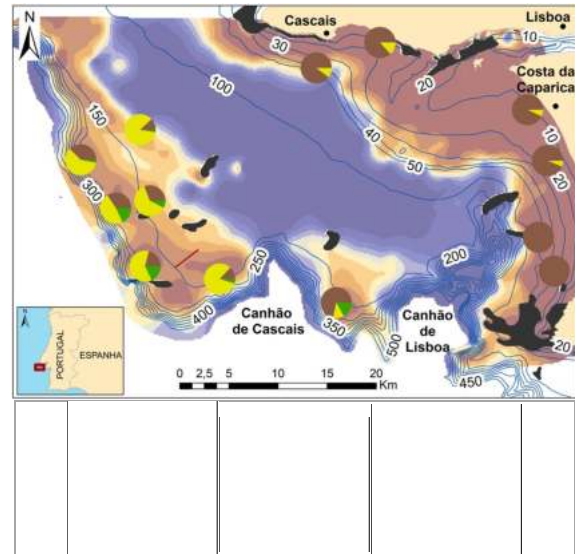 N
Cascais
Lisboa
10
30
20
Costa da
Caparica
100
40
50
10
20
150
300
250
200
400
Canhão
de Cascais
350
500
Canhão
de
Lisboa
450
20
N
PORTUGAL
ESPANHA
0 2,5 5 10 15 20
Km